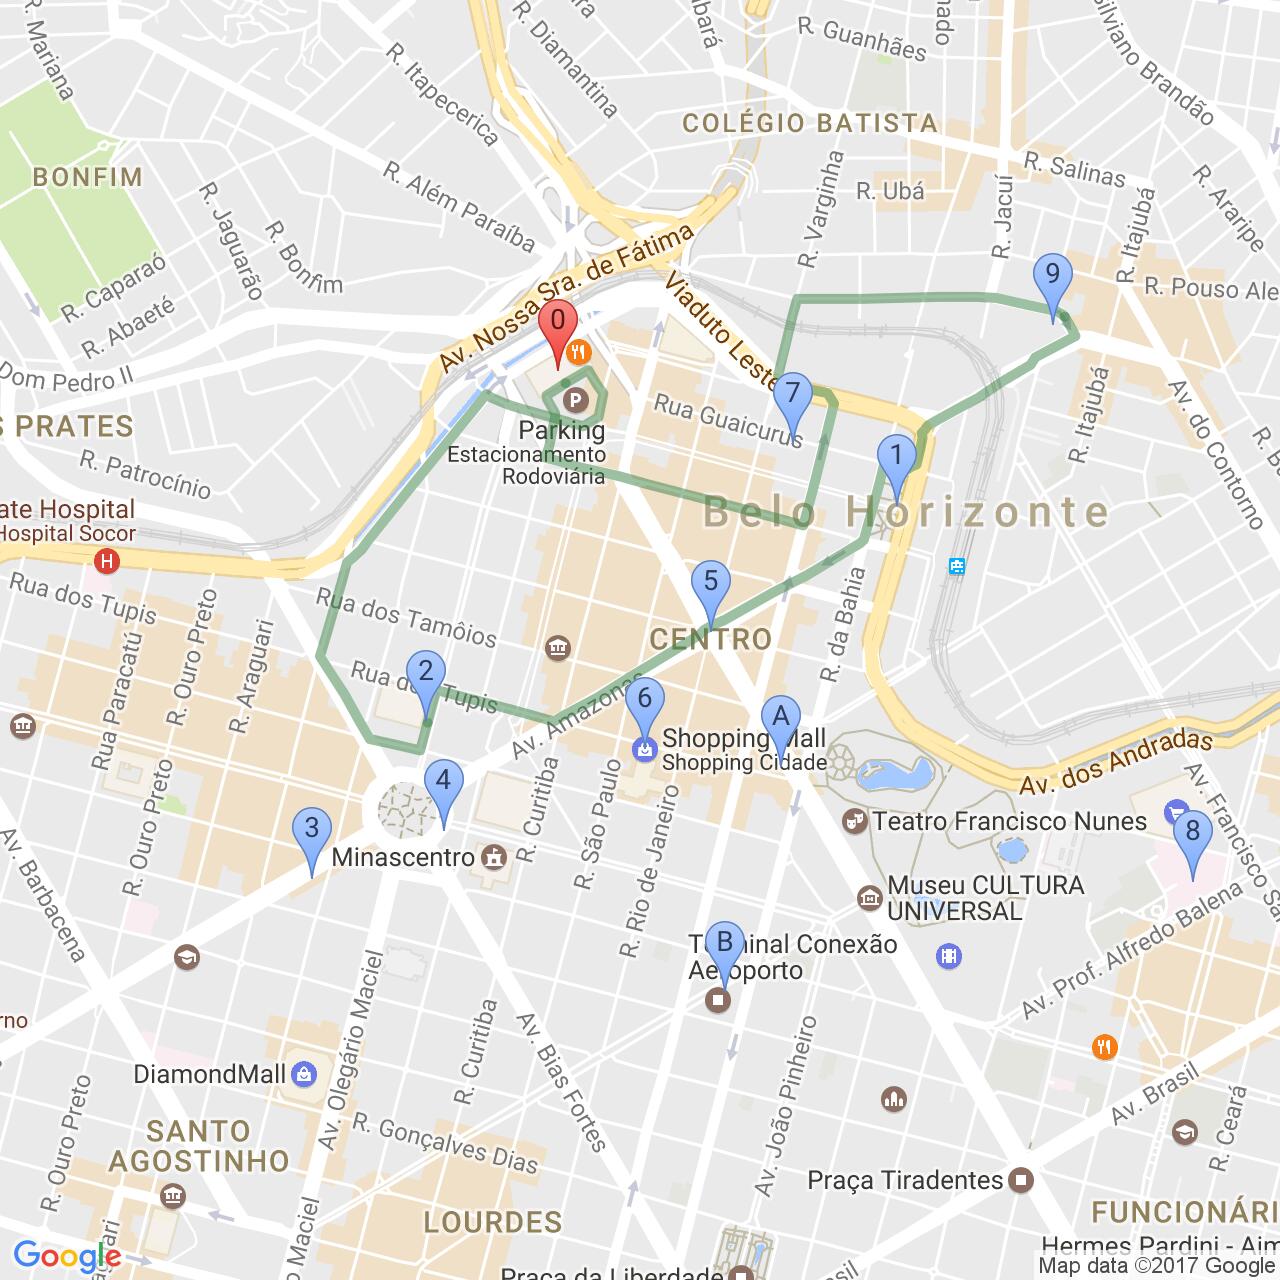 R. Mariana
R. Diamantina
R. Itapecerica
R. Guanhães
Silviano Brandão
COLÉGIO BATISTA
BONFIM
R. Além Paraíba
R. Salinas
R. Ubá
R. Varginha
R. Jacuí
R. Itajubá
R. Araripe
R. Jaguarão
R. Bonfim
R. Caparaó
R. Abaeté
Av. Nossa Sra. de Fátima
Viaduto Leste
R. Pouso Ale
9
0
Dom Pedro II
7
Rua Guaicurus
P
Parking
Estacionamento
Rodoviária
S PRATES
R. Patrocínio
R. Itajubá
Av. do Contorno
1
Belo Horizonte
ate Hospital
Hospital Socor
H
Rua dos Tupis
R. Ouro Preto
R. Araguari
Rua Paracatu
Rua dos Tamôios
5
CENTRO
R. da Bahia
2
Rua dos Tupis
Av. Amazonas
6
A
Shopping Mall
Shopping Cidade
Av. dos Andradas
Av. Francisco Sa
4
3
R. Ouro Preto
R. Curitiba
R. São Paulo
R. Rio de Janeiro
Minascentro
Teatro Francisco Nunes
8
Museu CULTURA
UNIVERSAL
Av. Barbacena
B
Terminal Conexão
Aeroporto
Av. Prof. Alfredo Balena
rno
Av. Olegário Maciel
R. Curitiba
Av. Bias Fortes
Av. João Pinheiro
DiamondMall
R. Ouro Preto
R. Gonçalves Dias
Av. Brasil
R. Ceará
SANTO
AGOSTINHO
Praça Tiradentes
LOURDES
FUNCIONÁRI
Maciel
Hermes Pardini - Aim
Google
Praça da Liberdade
Map data ©2017 Google